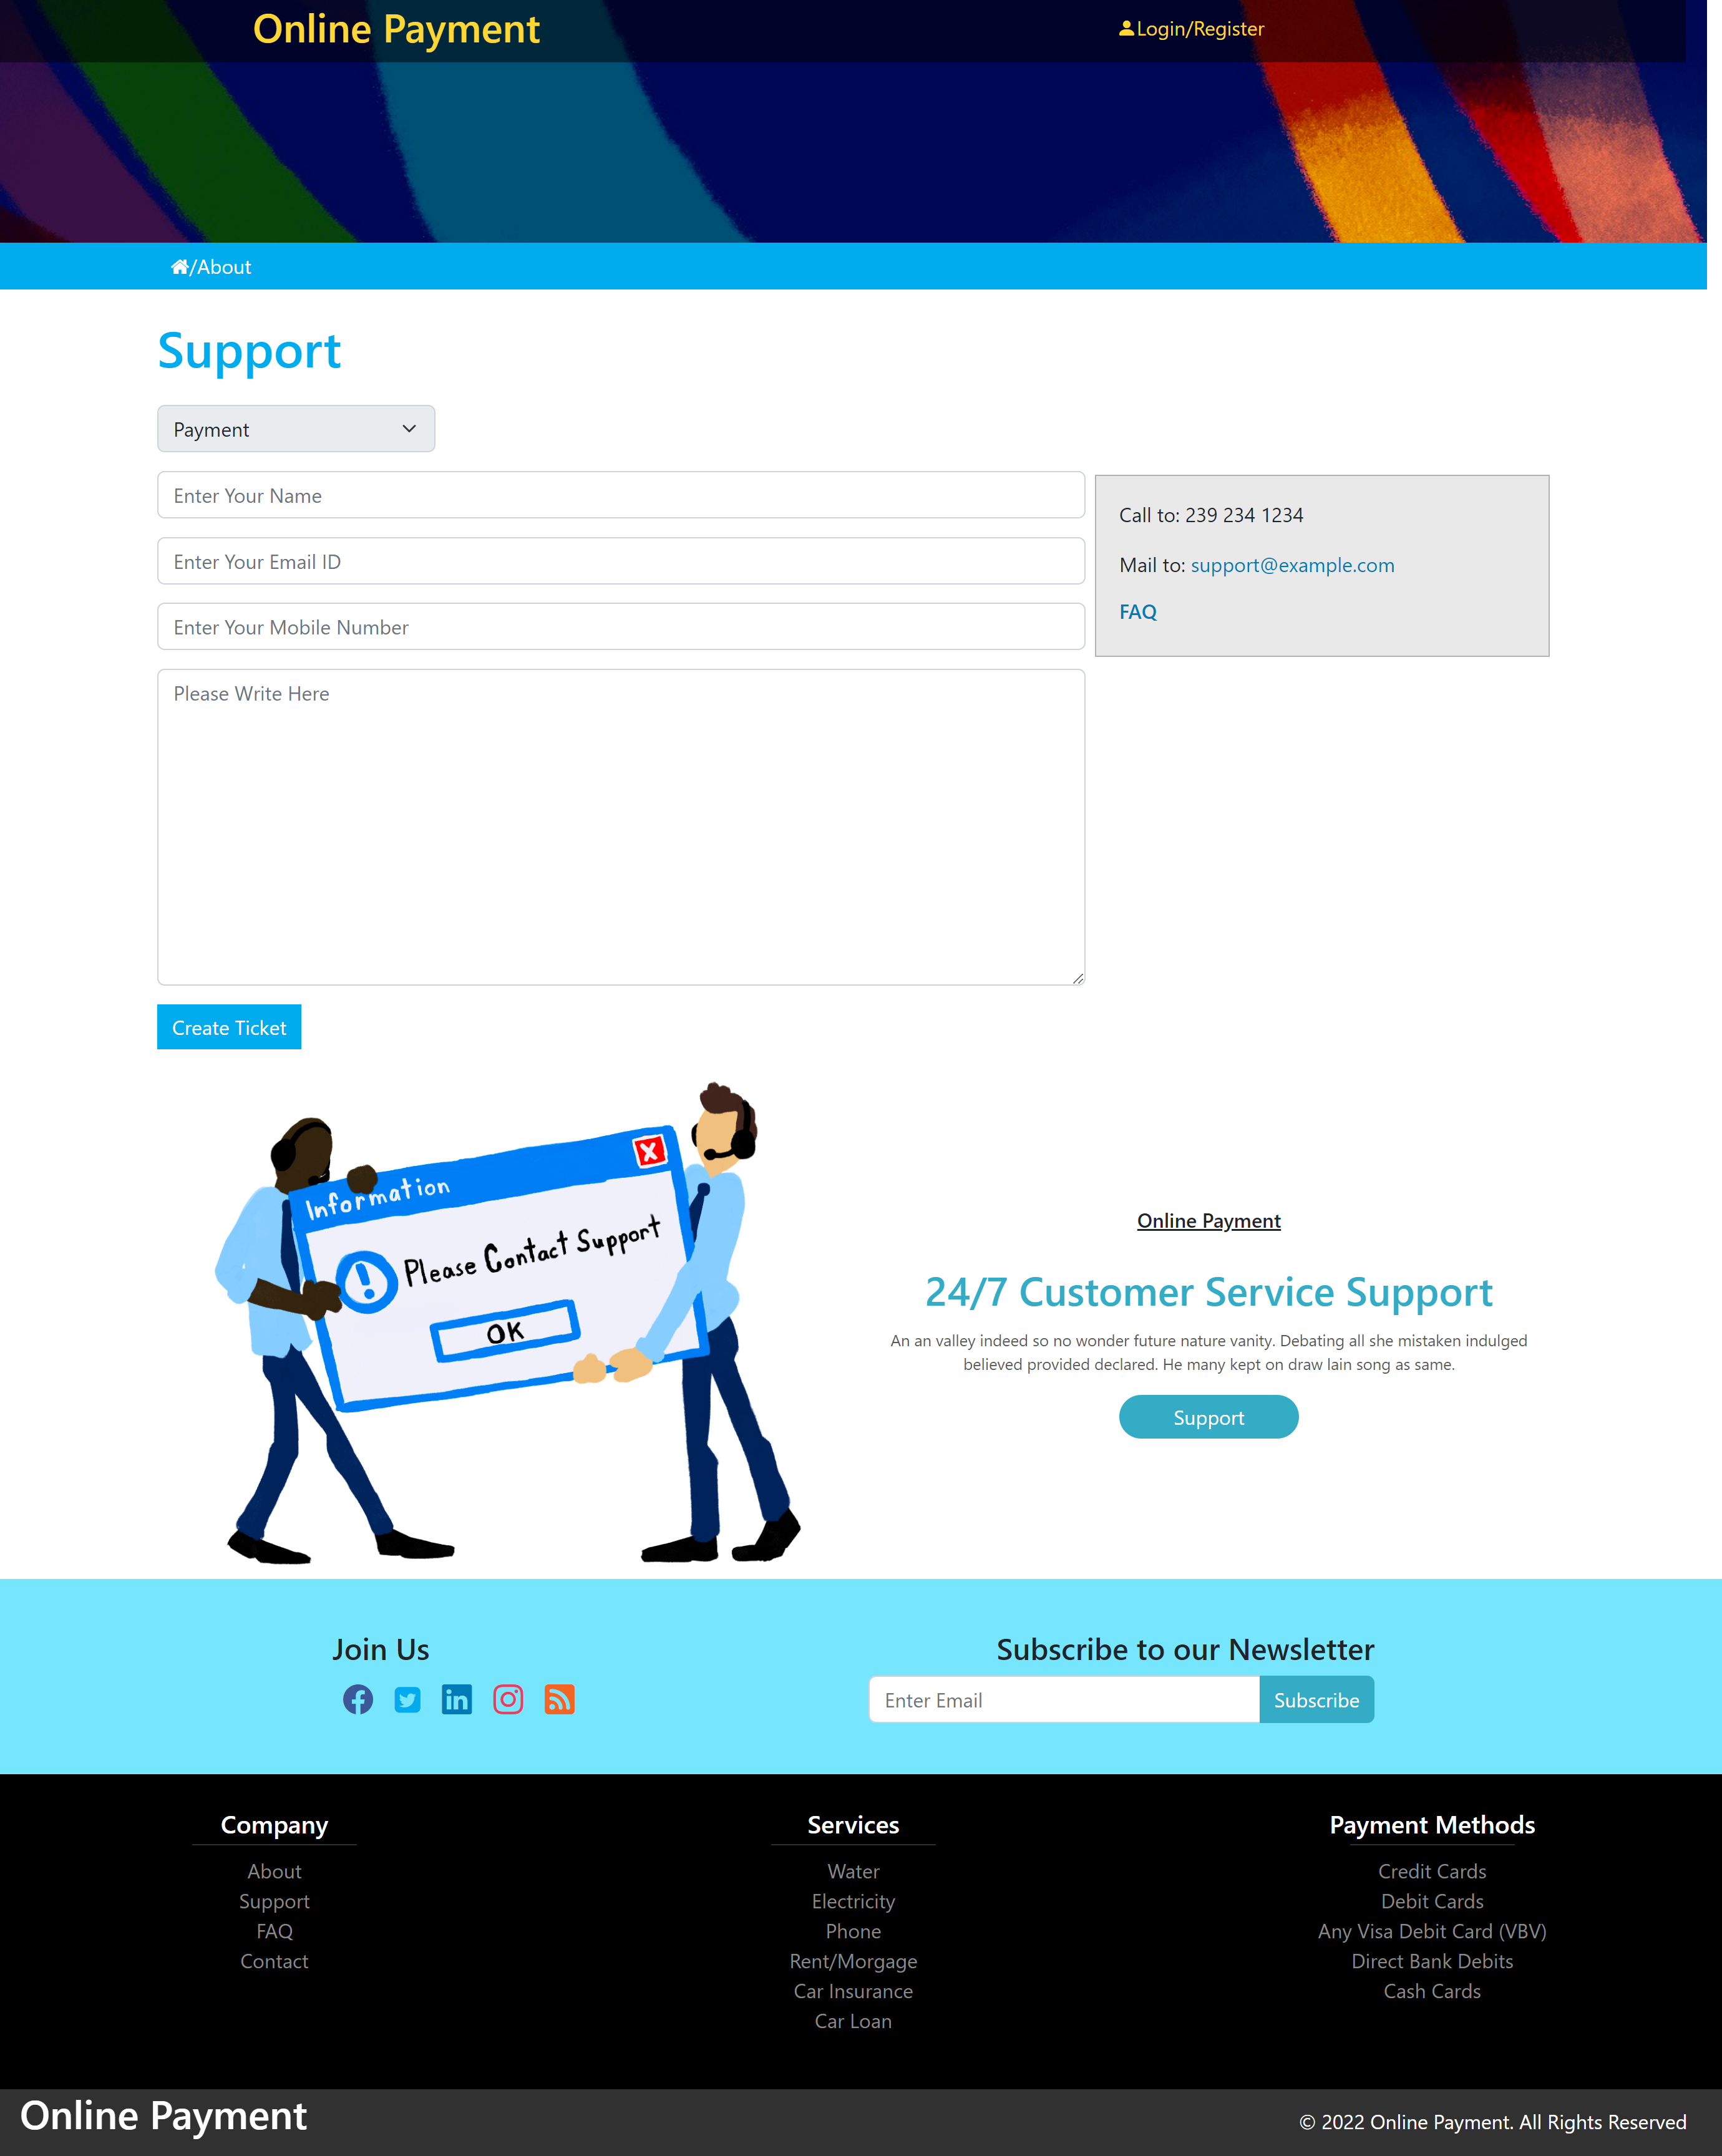 Online Payment
Login/Register
/About
Support
Payment
Enter Your Name
Enter Your Email ID
Enter Your Mobile Number
Please Write Here
Create Ticket
Call to: 239 234 1234
Mail to: support@example.com
FAQ
Information
X
! Please Contact Support
OK
Online Payment
24/7 Customer Service Support
An an valley indeed so no wonder future nature vanity. Debating all she mistaken indulged
believed provided declared. He many kept on draw lain song as same.
Support
Join Us
in
Subscribe to our Newsletter
Enter Email
Subscribe
Company
About
Support
FAQ
Contact
Services
Water
Electricity
Phone
Rent/Morgage
Car Insurance
Car Loan
Payment Methods
Credit Cards
Debit Cards
Any Visa Debit Card (VBV)
Direct Bank Debits
Cash Cards
Online Payment
© 2022 Online Payment. All Rights Reserved